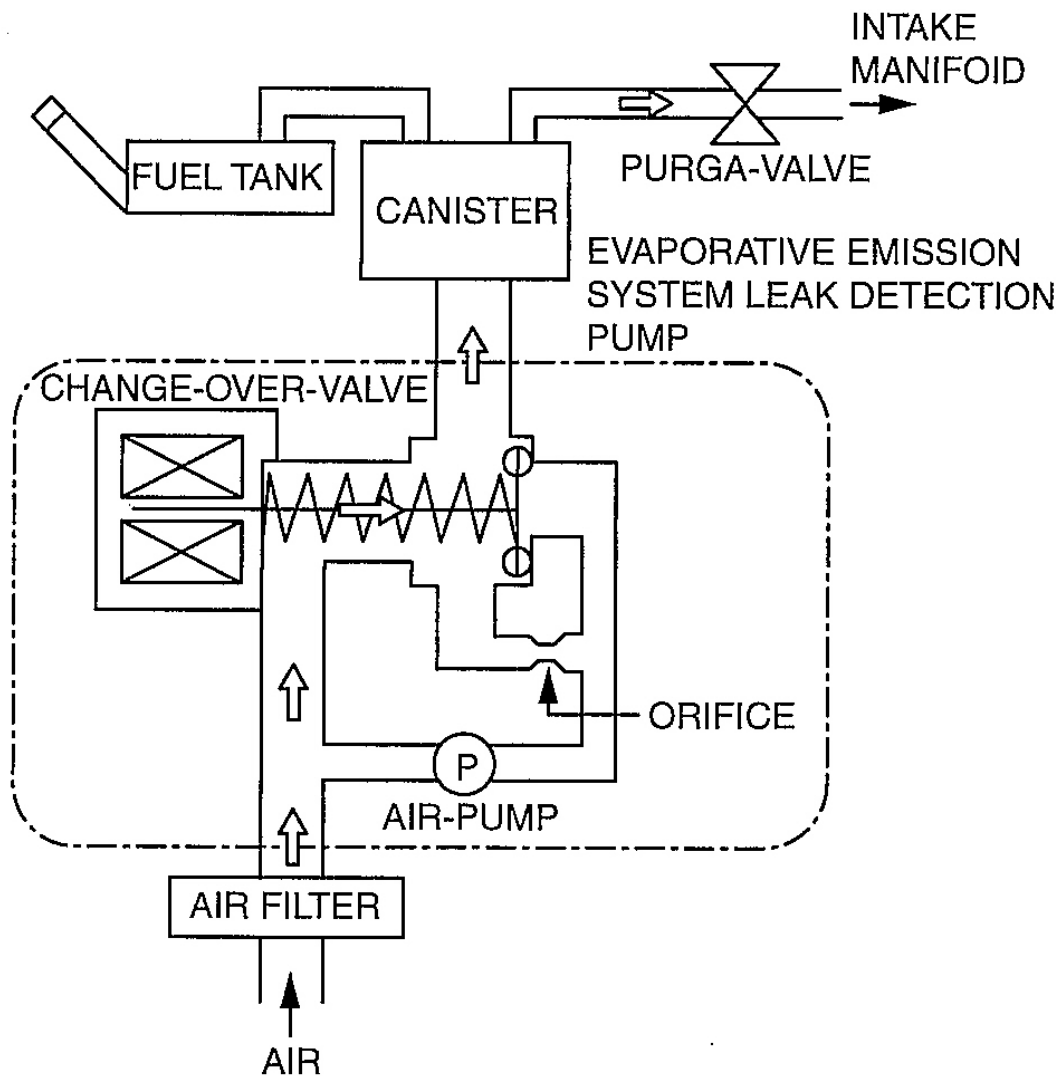 INTAKE
MANIFOID
FUEL TANK
CANISTER
PURGA-VALVE
EVAPORATIVE EMISSION
SYSTEM LEAK DETECTION
PUMP
CHANGE-OVER-VALVE
ORIFICE
P
AIR-PUMP
AIR FILTER
AIR